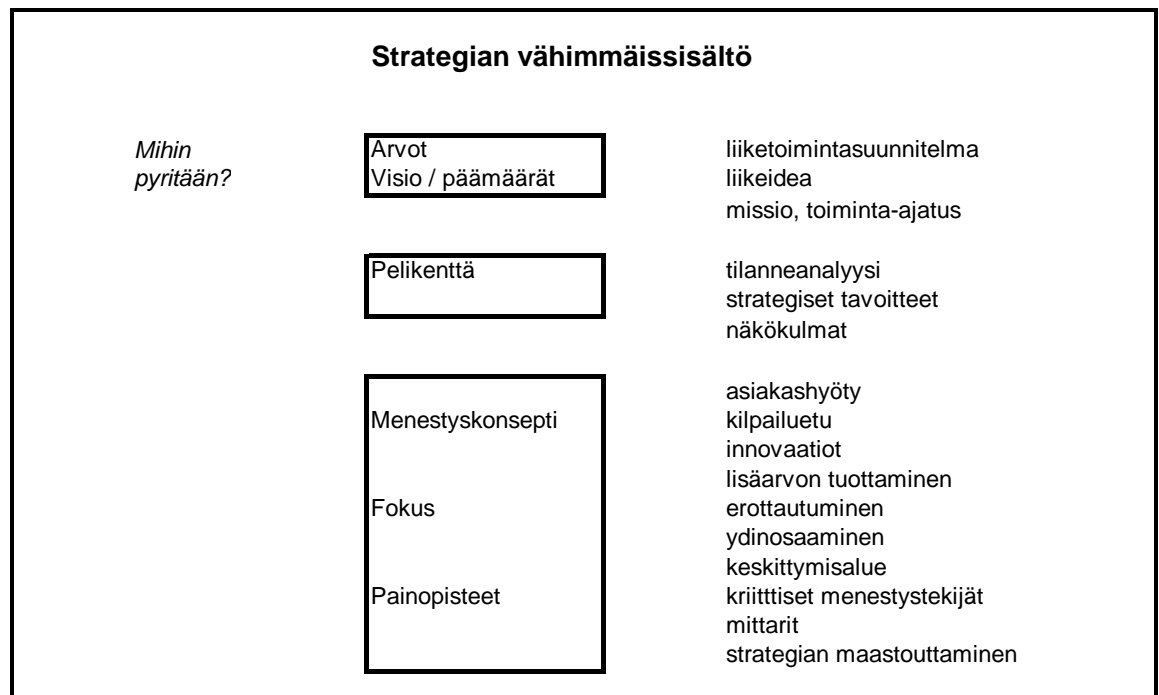 Strategian vähimmäissisältö
Mihin Arvot liiketoimintasuunnitelma
pyritään? Visio / päämäärät liikeidea
missio, toiminta-ajatus
Pelikenttä tilanneanalyysi
strategiset tavoitteet
näkökulmat
asiakashyöty
Menestyskonsepti kilpailuetu
innovaatiot
lisäarvon tuottaminen
Fokus erottautuminen
ydinosaaminen
keskittymisalue
Painopisteet kriitttiset menestystekijät
mittarit
strategian maastouttaminen